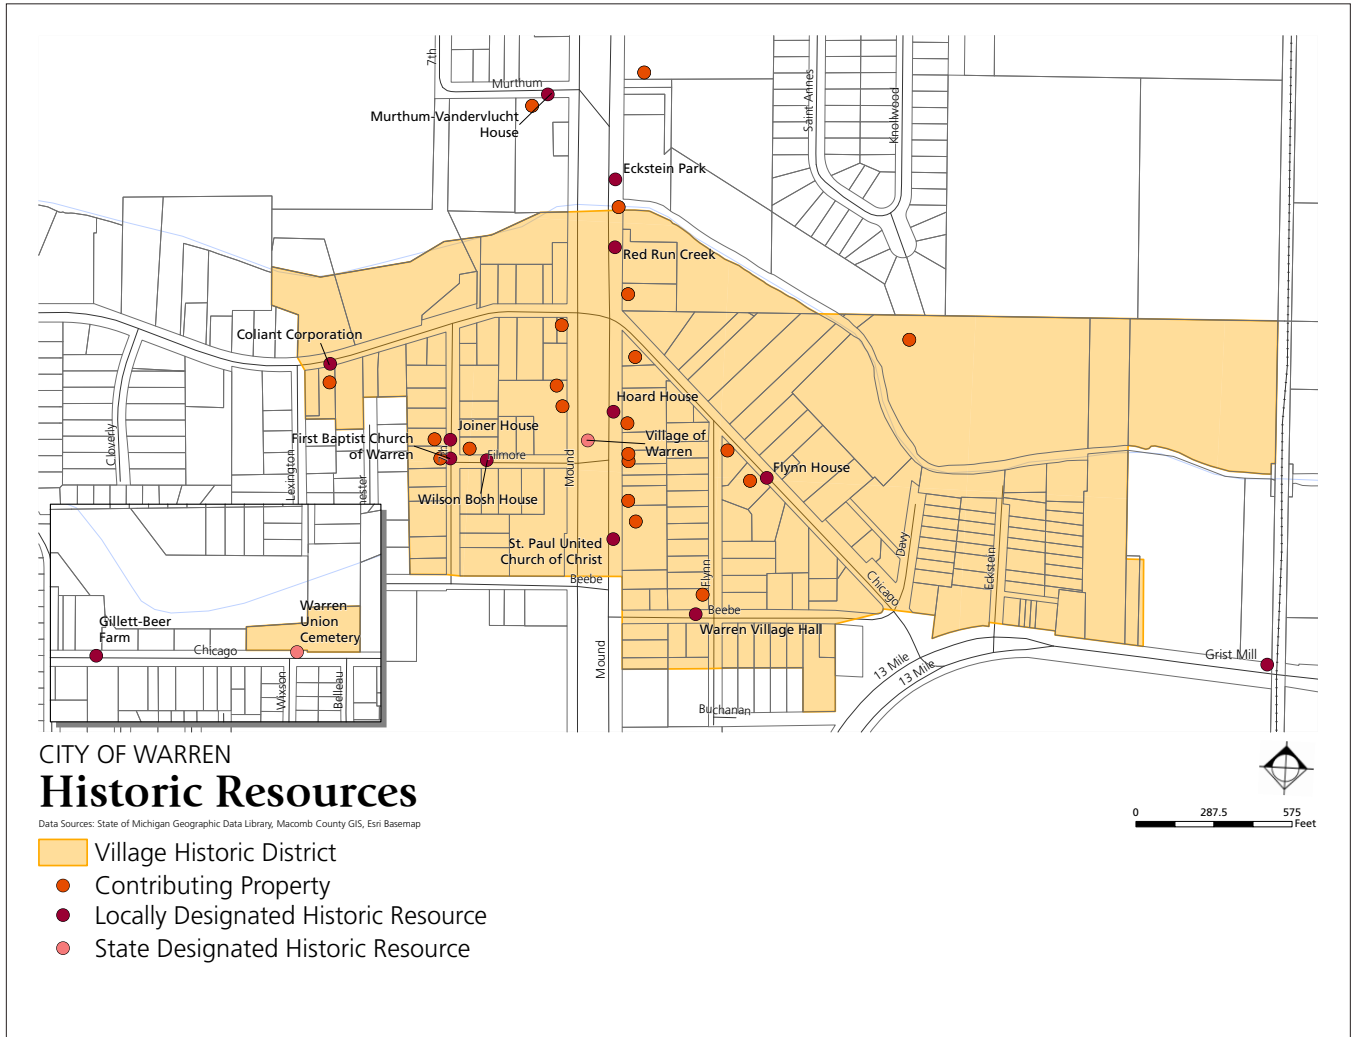 7th
Murthum
Murthum-Vandervlucht
House
Saint Annes
Knollwood
Eckstein Park
Red Run Creek
Coliant Corporation
Hoard House
Joiner House
First Baptist Church
of Warren
Filmore
Village of
Warren
Cloverly
Lexington
Mound
Flynn House
Wilson Bosh House
St. Paul United
Church of Christ
Davy
Eckstein
Beebe
Flynn
Chicago
Beebe
Warren Village Hall
Mound
13 Mile
13 Mile
Grist Mill
Buchanan
Gillett-Beer
Farm
Warren
Union
Cemetery
Chicago
Wixson
Belleau
CITY OF WARREN
Historic Resources
Data Sources: State of Michigan Geographic Data Library, Macomb County GIS, Esri Basemap
0 287.5 575
Feet
Village Historic District
Contributing Property
Locally Designated Historic Resource
State Designated Historic Resource